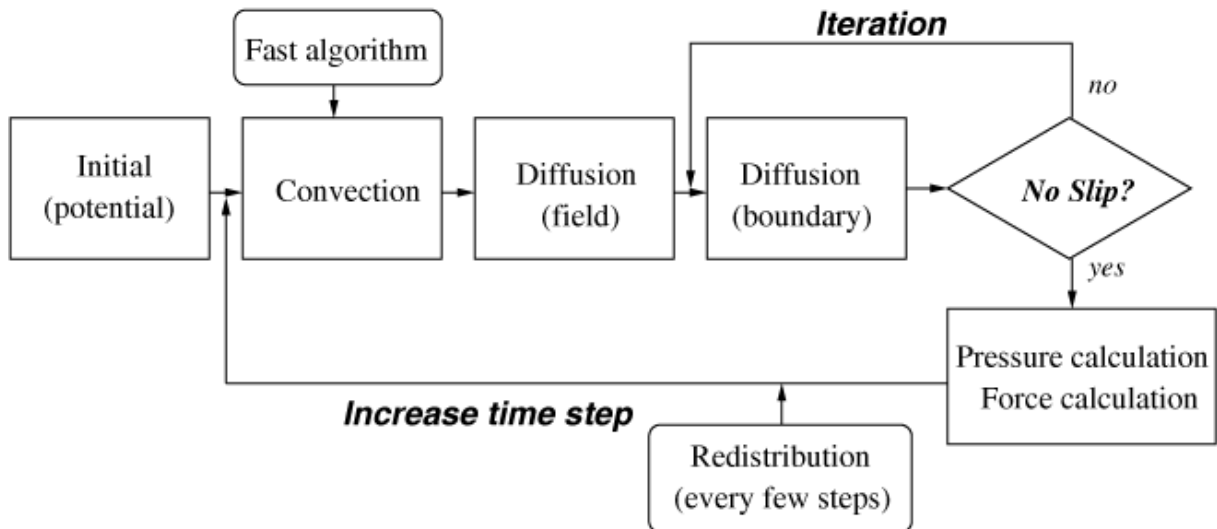 Iteration
Fast algorithm
no
Initial
(potential)
Convection
Diffusion
(field)
Diffusion
(boundary)
No Slip?
yes
Pressure calculation
Force calculation
Increase time step
Redistribution
(every few steps)